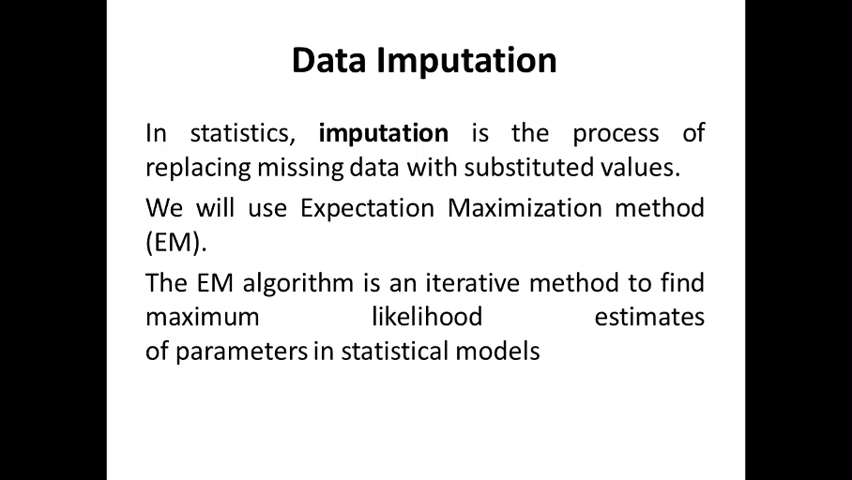 Data Imputation
In statistics, imputation is the process of
replacing missing data with substituted values.
We will use Expectation Maximization method
(EM).
The EM algorithm is an iterative method to find
maximum likelihood estimates
of parameters in statistical models